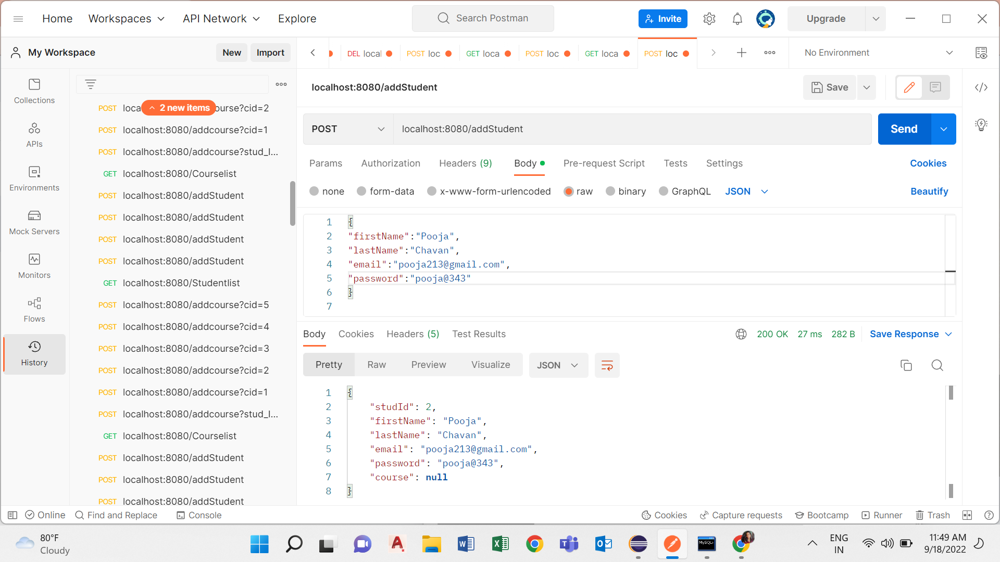 Home
Workspaces
API Network
Explore
Search Postman
Invite
Upgrade
My Workspace
New
Import
DEL local
POST loc
GET loca
POST loc
GET loca
POST loc
No Environment
Collections
APIs
Environments
Mock Servers
Monitors
Flows
History
2 new items
POST loca ourse?cid=2
POST localhost:8080/addcourse?cid=1
POST localhost:8080/addcourse?stud_I...
GET localhost:8080/Courselist
POST localhost:8080/addStudent
POST localhost:8080/addStudent
POST localhost:8080/addStudent
POST localhost:8080/addStudent
GET localhost:8080/Studentlist
POST localhost:8080/addcourse?cid=5
POST localhost:8080/addcourse?cid=4
POST localhost:8080/addcourse?cid=3
POST localhost:8080/addcourse?cid=2
POST localhost:8080/addcourse?cid=1
POST localhost:8080/addcourse?stud_I...
GET localhost:8080/Courselist
POST localhost:8080/addStudent
POST localhost:8080/addStudent
POST localhost:8080/addStudent
localhost:8080/addStudent
Save
POST
localhost:8080/addStudent
Send
Params
Authorization
Headers (9)
Body
Pre-request Script
Tests
Settings
Cookies
none
form-data
x-www-form-urlencoded
raw
binary
GraphQL
JSON
Beautify
1 {
2 "firstName":"Pooja",
3 "lastName":"Chavan",
4 "email":"pooja213@gmail.com",
5 "password":"pooja@343"
6 }
7
Body
Cookies
Headers (5)
Test Results
200 OK
27 ms
282 B
Save Response
Pretty
Raw
Preview
Visualize
JSON
1 {
2 "studId": 2,
3 "firstName": "Pooja",
4 "lastName": "Chavan",
5 "email": "pooja213@gmail.com",
6 "password": "pooja@343",
7 "course": null
8 }
Online
Find and Replace
Console
Cookies
Capture requests
Bootcamp
Runner
Trash
80°F
Cloudy
MySQL>
ENG
IN
11:49 AM
9/18/2022